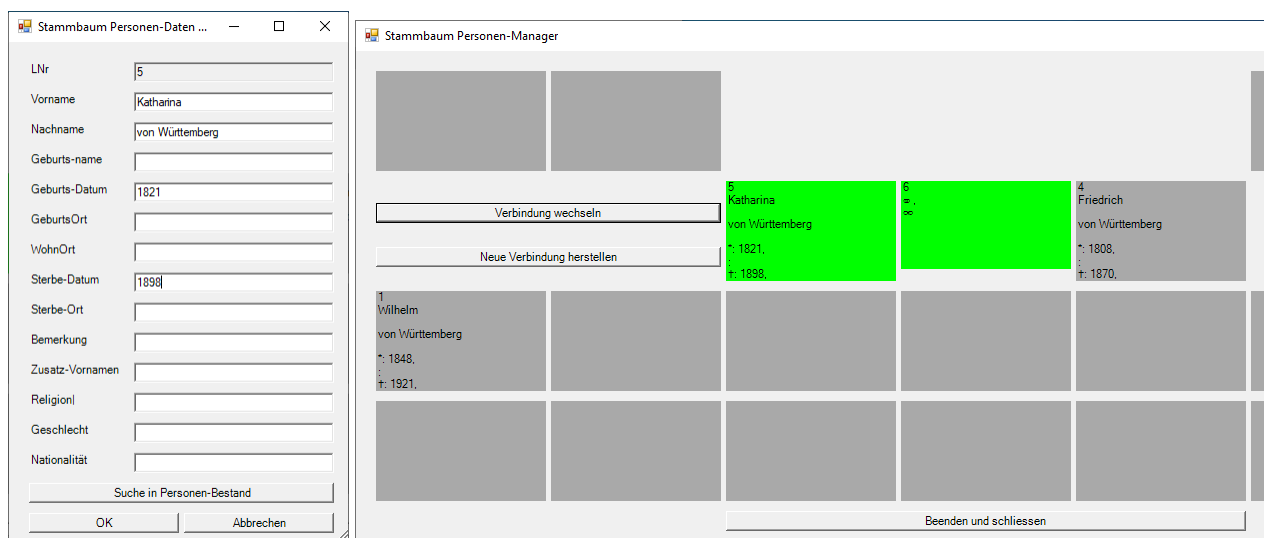 Stammbaum Personen-Daten ...
LNr
5
Vorname
Katharina
Nachname
von Württemberg
Geburts-name
Geburts-Datum
1821
GeburtsOrt
WohnOrt
Sterbe-Datum
1898
Sterbe-Ort
Bemerkung
Zusatz-Vornamen
Religion|
Geschlecht
Nationalität
Suche in Personen-Bestand
OK
Abbrechen
Stammbaum Personen-Manager
Verbindung wechseln
Neue Verbindung herstellen
5
Katharina
von Württemberg
*: 1821,
:
†: 1898,
6
∞ ,
∞
4
Friedrich
von Württemberg
*: 1808,
:
†: 1870,
1
Wilhelm
von Württemberg
*: 1848,
:
†: 1921,
Beenden und schliessen